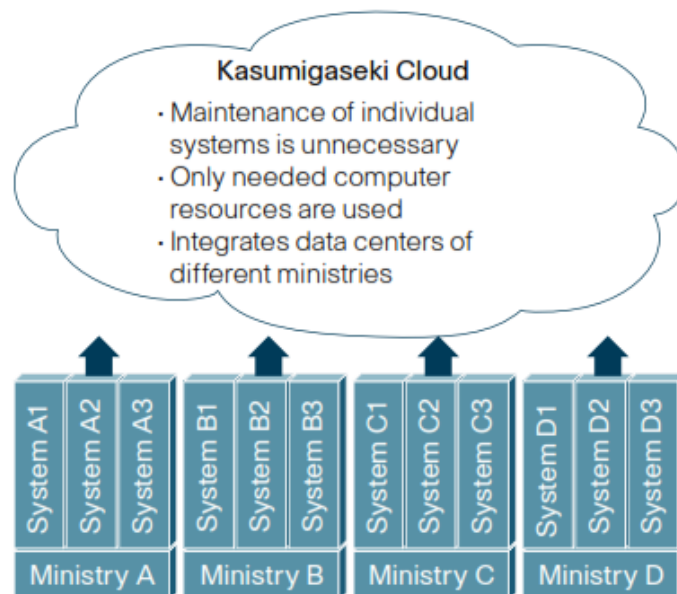 Kasumigaseki Cloud
· Maintenance of individual
systems is unnecessary
· Only needed computer
resources are used
· Integrates data centers of
different ministries
System A1
System A2
System A3
System B1
System B2
System B3
System C1
System C2
System C3
System D1
System D2
System D3
Ministry A
Ministry B
Ministry C
Ministry D